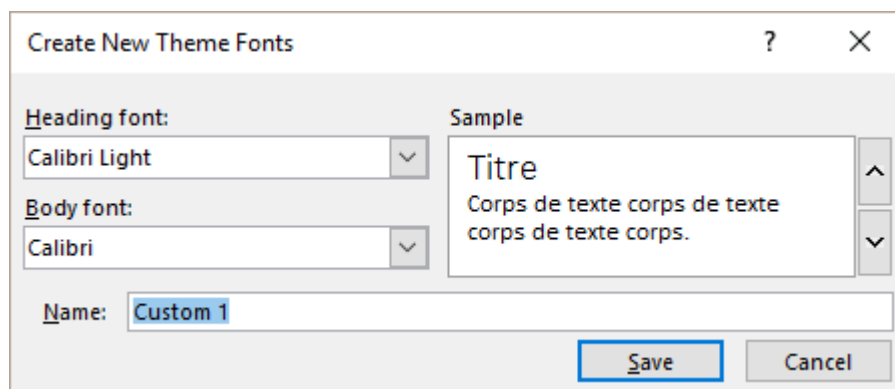 Create New Theme Fonts
?
Heading font:
Calibri Light
Sample
Titre
Corps de texte corps de texte
corps de texte corps.
Body font:
Calibri
Name:
Custom 1
Save
Cancel